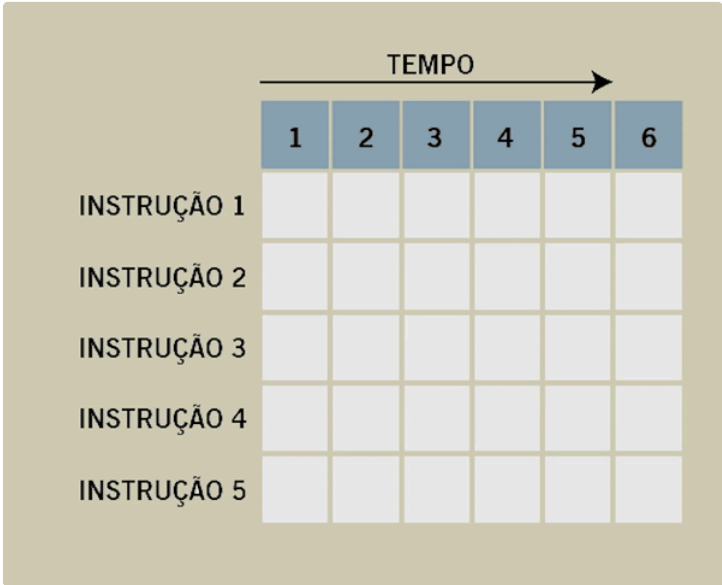 TEMPO
1 2 3 4 5 6
INSTRUÇÃO 1
INSTRUÇÃO 2
INSTRUÇÃO 3
INSTRUÇÃO 4
INSTRUÇÃO 5